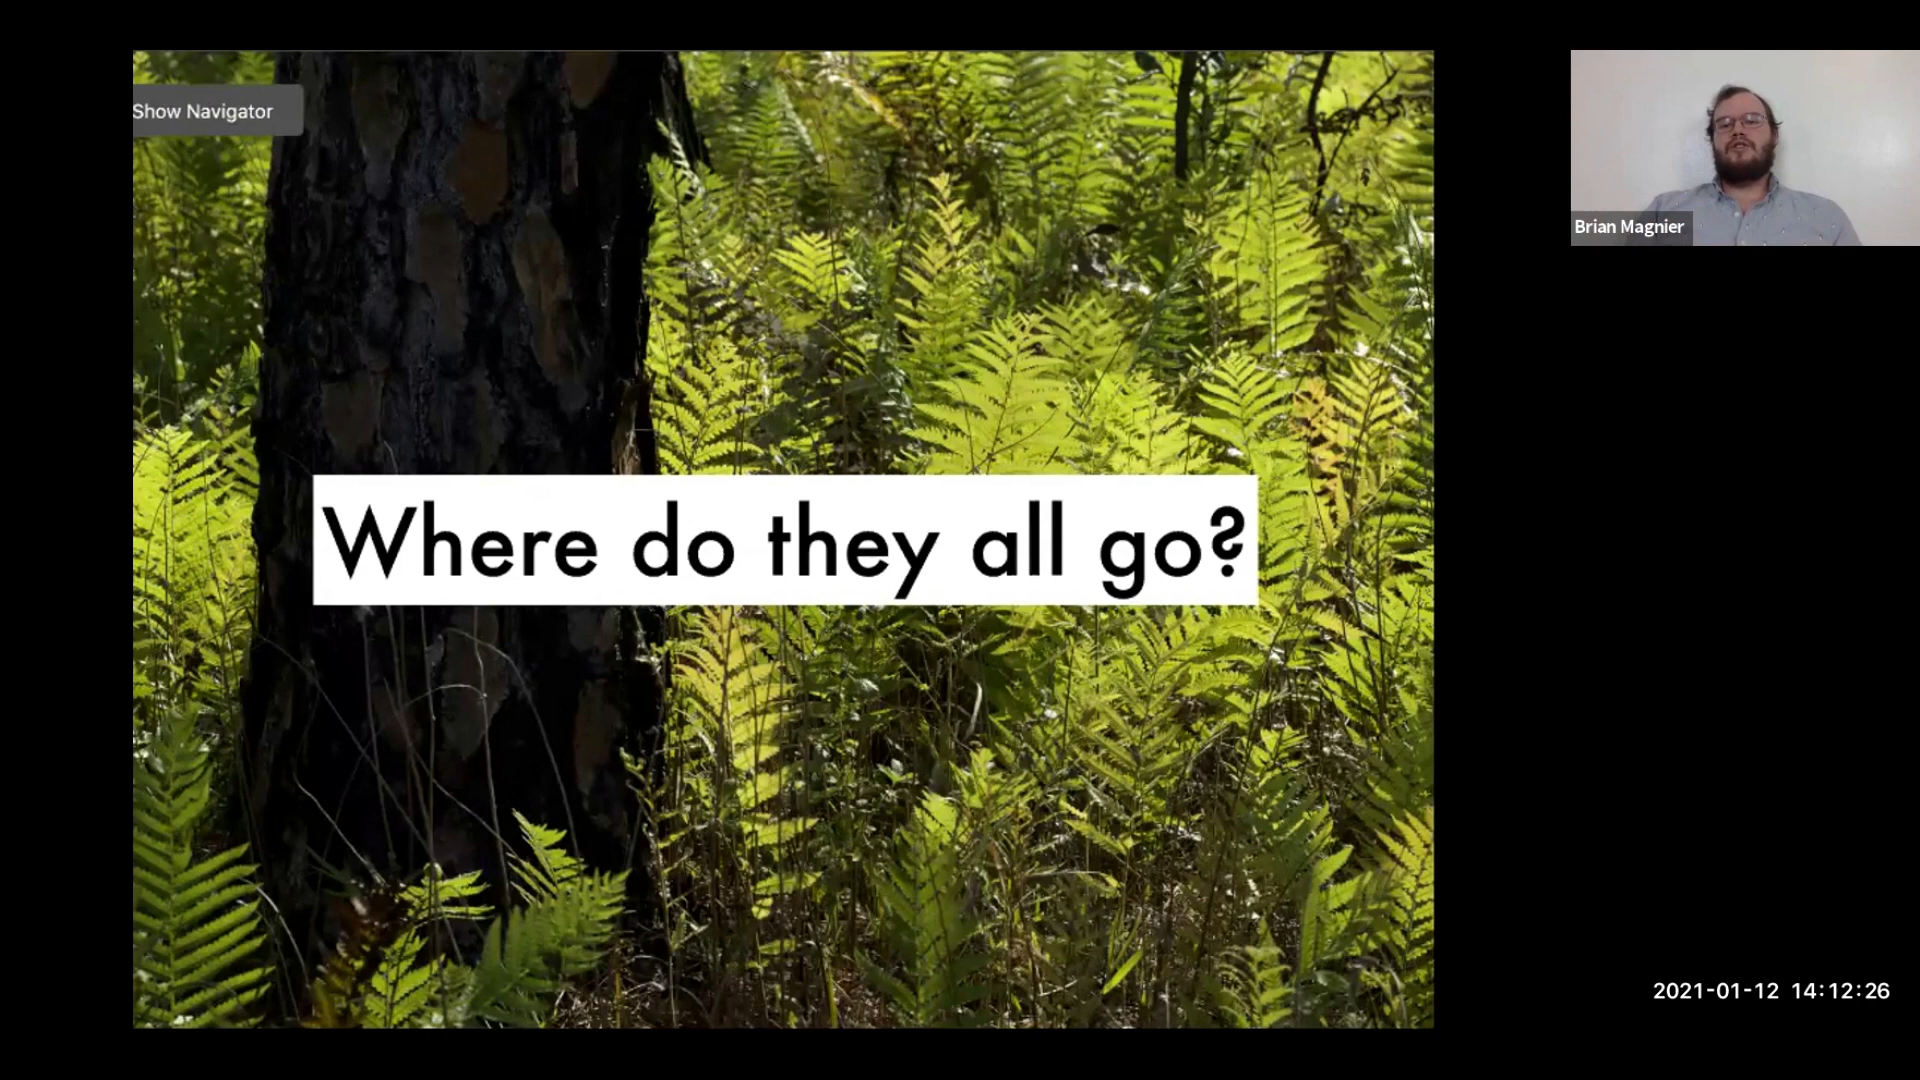 Show Navigator
Brian Magnier
Where do they all go?
2021-01-12 14:12:26